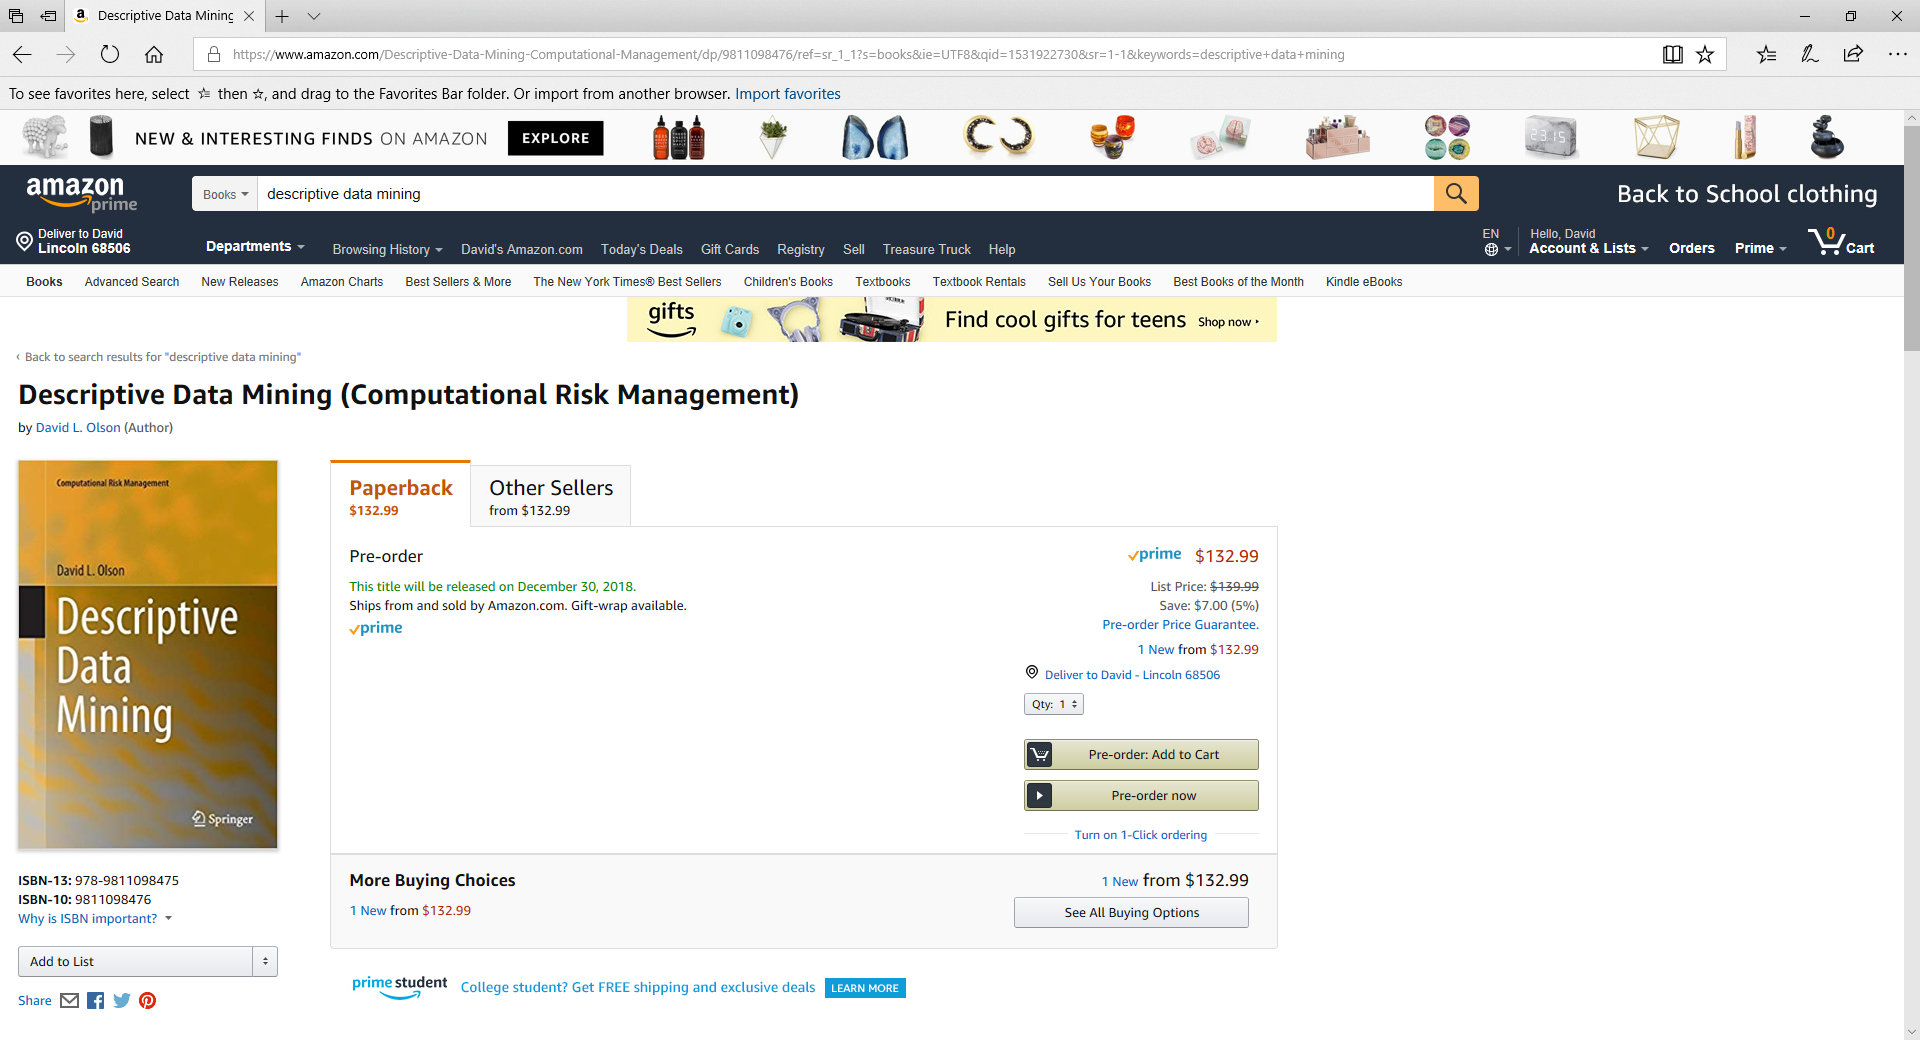 Descriptive Data Mining
https://www.amazon.com/Descriptive-Data-Mining-Computational-Management/dp/9811098476/ref=sr_1_1?s=books&ie=UTF8&qid=1531922730&sr=1-1&keywords=descriptive+data+mining
To see favorites here, select then ☆, and drag to the Favorites Bar folder. Or import from another browser. Import favorites
NEW & INTERESTING FINDS ON AMAZON EXPLORE
23:15
amazon prime
Books descriptive data mining
Back to School clothing
Deliver to David
Lincoln 68506
Departments Browsing History David's Amazon.com Today's Deals Gift Cards Registry Sell Treasure Truck Help
EN
Hello, David
Account & Lists Orders Prime 0 Cart
Books Advanced Search New Releases Amazon Charts Best Sellers & More The New York Times® Best Sellers Children's Books Textbooks Textbook Rentals Sell Us Your Books Best Books of the Month Kindle eBooks
gifts Find cool gifts for teens Shop now ›
‹ Back to search results for "descriptive data mining"
Descriptive Data Mining (Computational Risk Management)
by David L. Olson (Author)
Computational Risk Management
David L. Olson
Descriptive
Data
Mining
Springer
ISBN-13: 978-9811098475
ISBN-10: 9811098476
Why is ISBN important?
Add to List
Share
Paperback
$132.99
Other Sellers
from $132.99
Pre-order
This title will be released on December 30, 2018.
Ships from and sold by Amazon.com. Gift-wrap available.
prime
prime $132.99
List Price: $139.99
Save: $7.00 (5%)
Pre-order Price Guarantee.
1 New from $132.99
Deliver to David - Lincoln 68506
Qty: 1
Pre-order: Add to Cart
Pre-order now
Turn on 1-Click ordering
More Buying Choices
1 New from $132.99
1 New from $132.99
See All Buying Options
prime student College student? Get FREE shipping and exclusive deals LEARN MORE